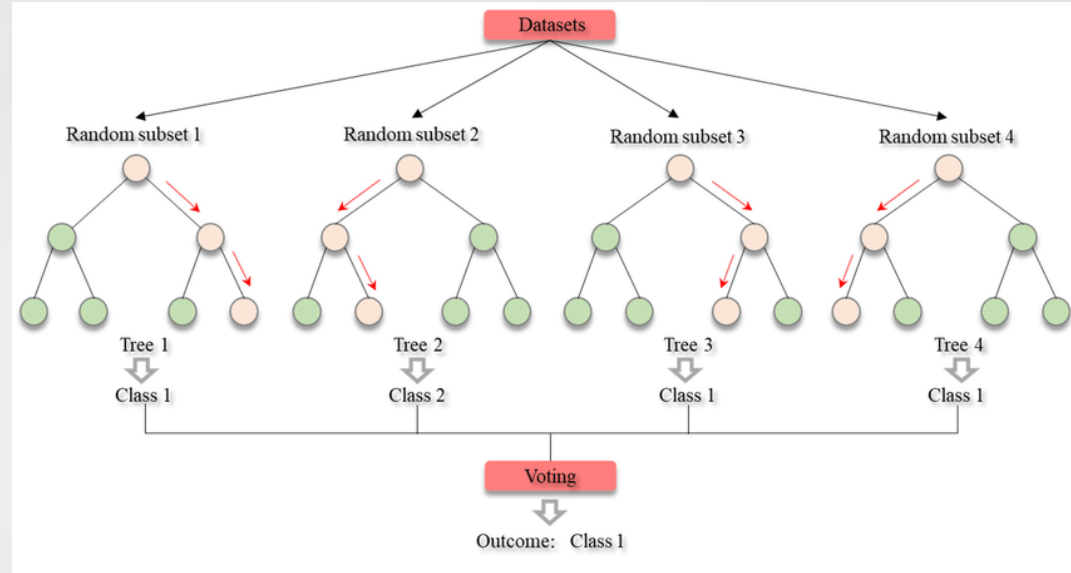 Datasets
Random subset 1
Random subset 2
Random subset 3
Random subset 4
Tree 1
Tree 2
Tree 3
Tree 4
Class 1
Class 2
Class 1
Class 1
Voting
Outcome: Class 1